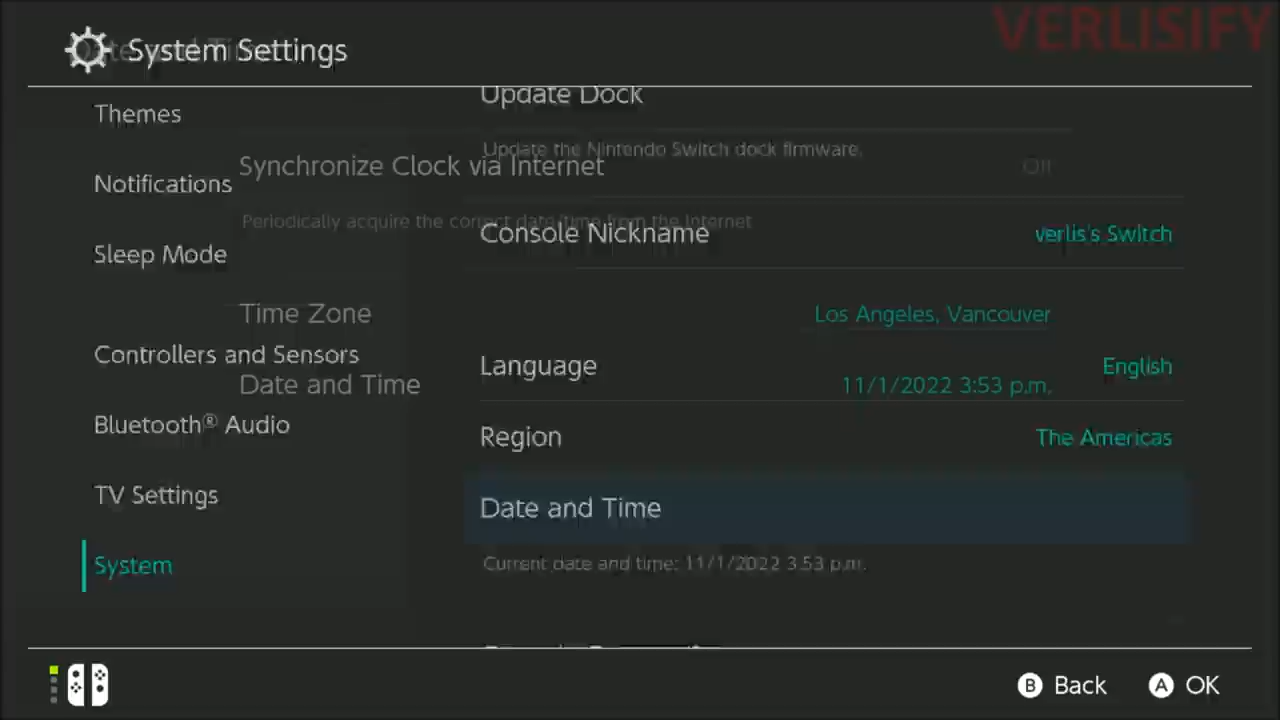 VERLISIFY
Date and Time
System Settings
Themes
Notifications
Sleep Mode
Controllers and Sensors
Bluetooth® Audio
TV Settings
System
Update Dock
Update the Nintendo Switch dock firmware.
Console Nickname verlis's Switch
Language English
Region The Americas
Date and Time
Current date and time: 11/1/2022 3:53 p.m.
Synchronize Clock via Internet Off
Periodically acquire the correct date/time from the Internet
Time Zone Los Angeles, Vancouver
Date and Time 11/1/2022 3:53 p.m.
B Back A OK